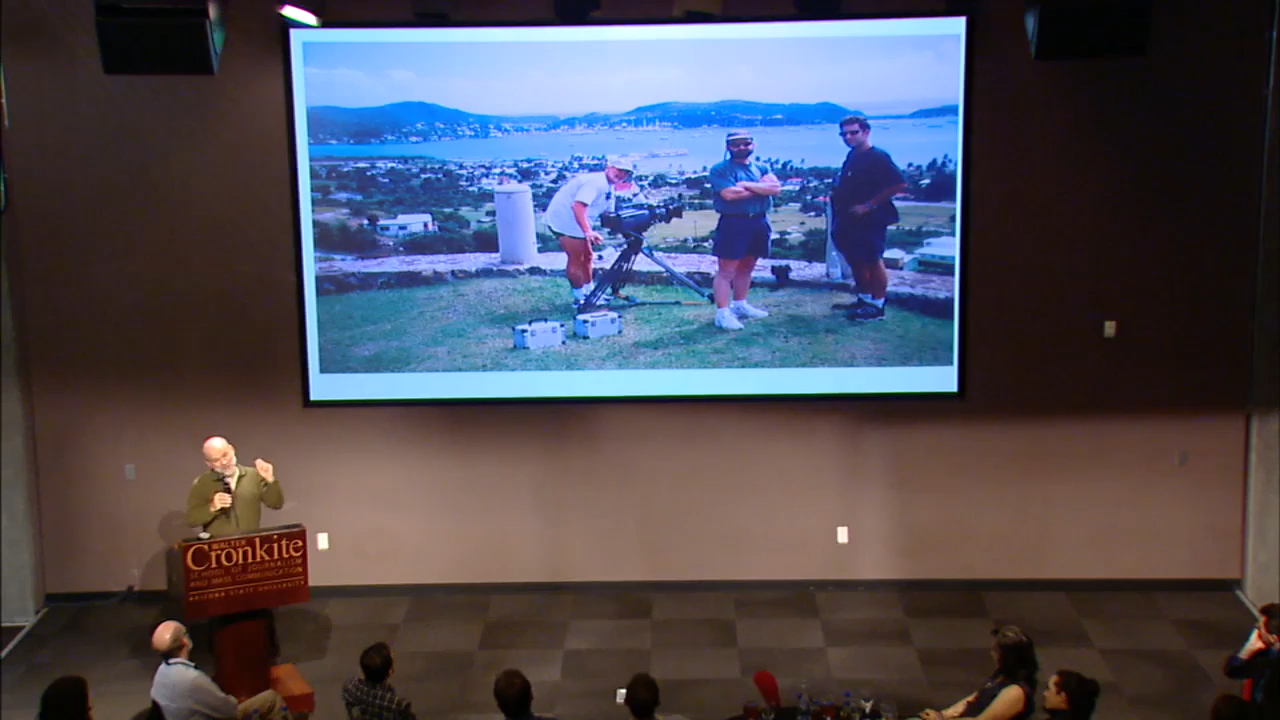 WALTER
Cronkite
SCHOOL OF JOURNALISM
AND MASS COMMUNICATION
ARIZONA STATE UNIVERSITY